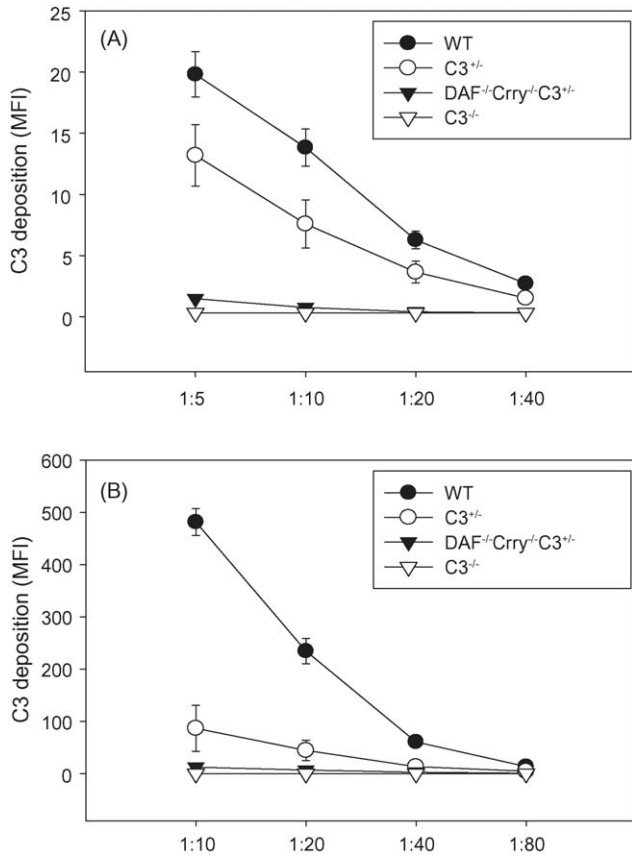 (A)
25
20
15
10
5
0
C3 deposition (MFI)
WT
C3+/-
DAF-/-Crry-/-C3+/-
C3-/-
1:5 1:10 1:20 1:40
(B)
600
500
400
300
200
100
0
C3 deposition (MFI)
WT
C3+/-
DAF-/-Crry-/-C3+/-
C3-/-
1:10 1:20 1:40 1:80